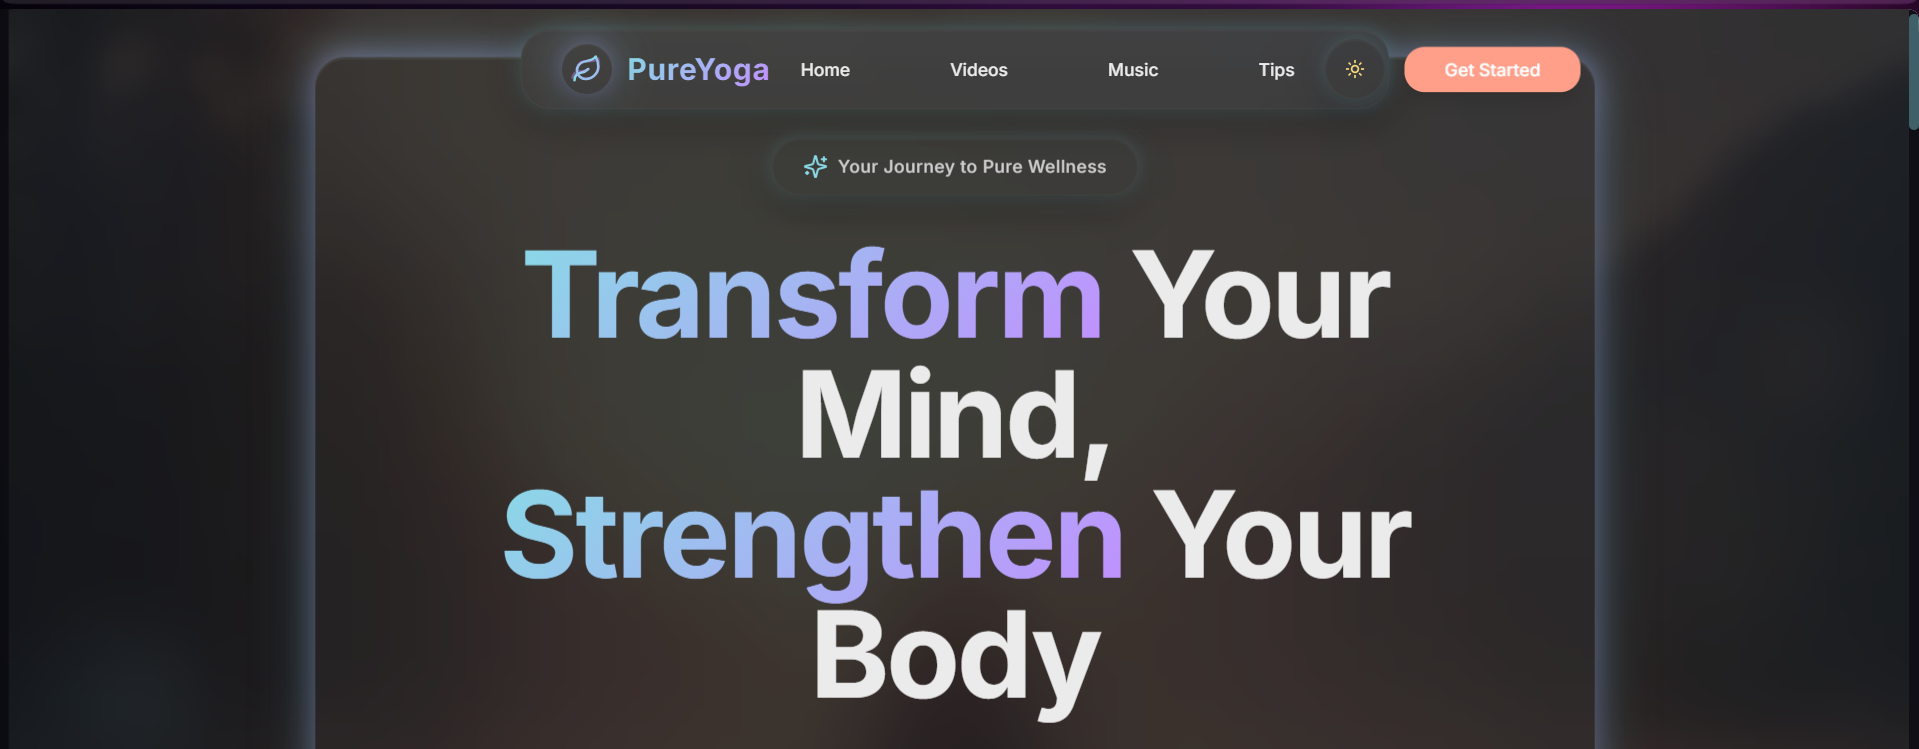 PureYoga Home Videos Music Tips Get Started
Your Journey to Pure Wellness
Transform Your
Mind,
Strengthen Your
Body